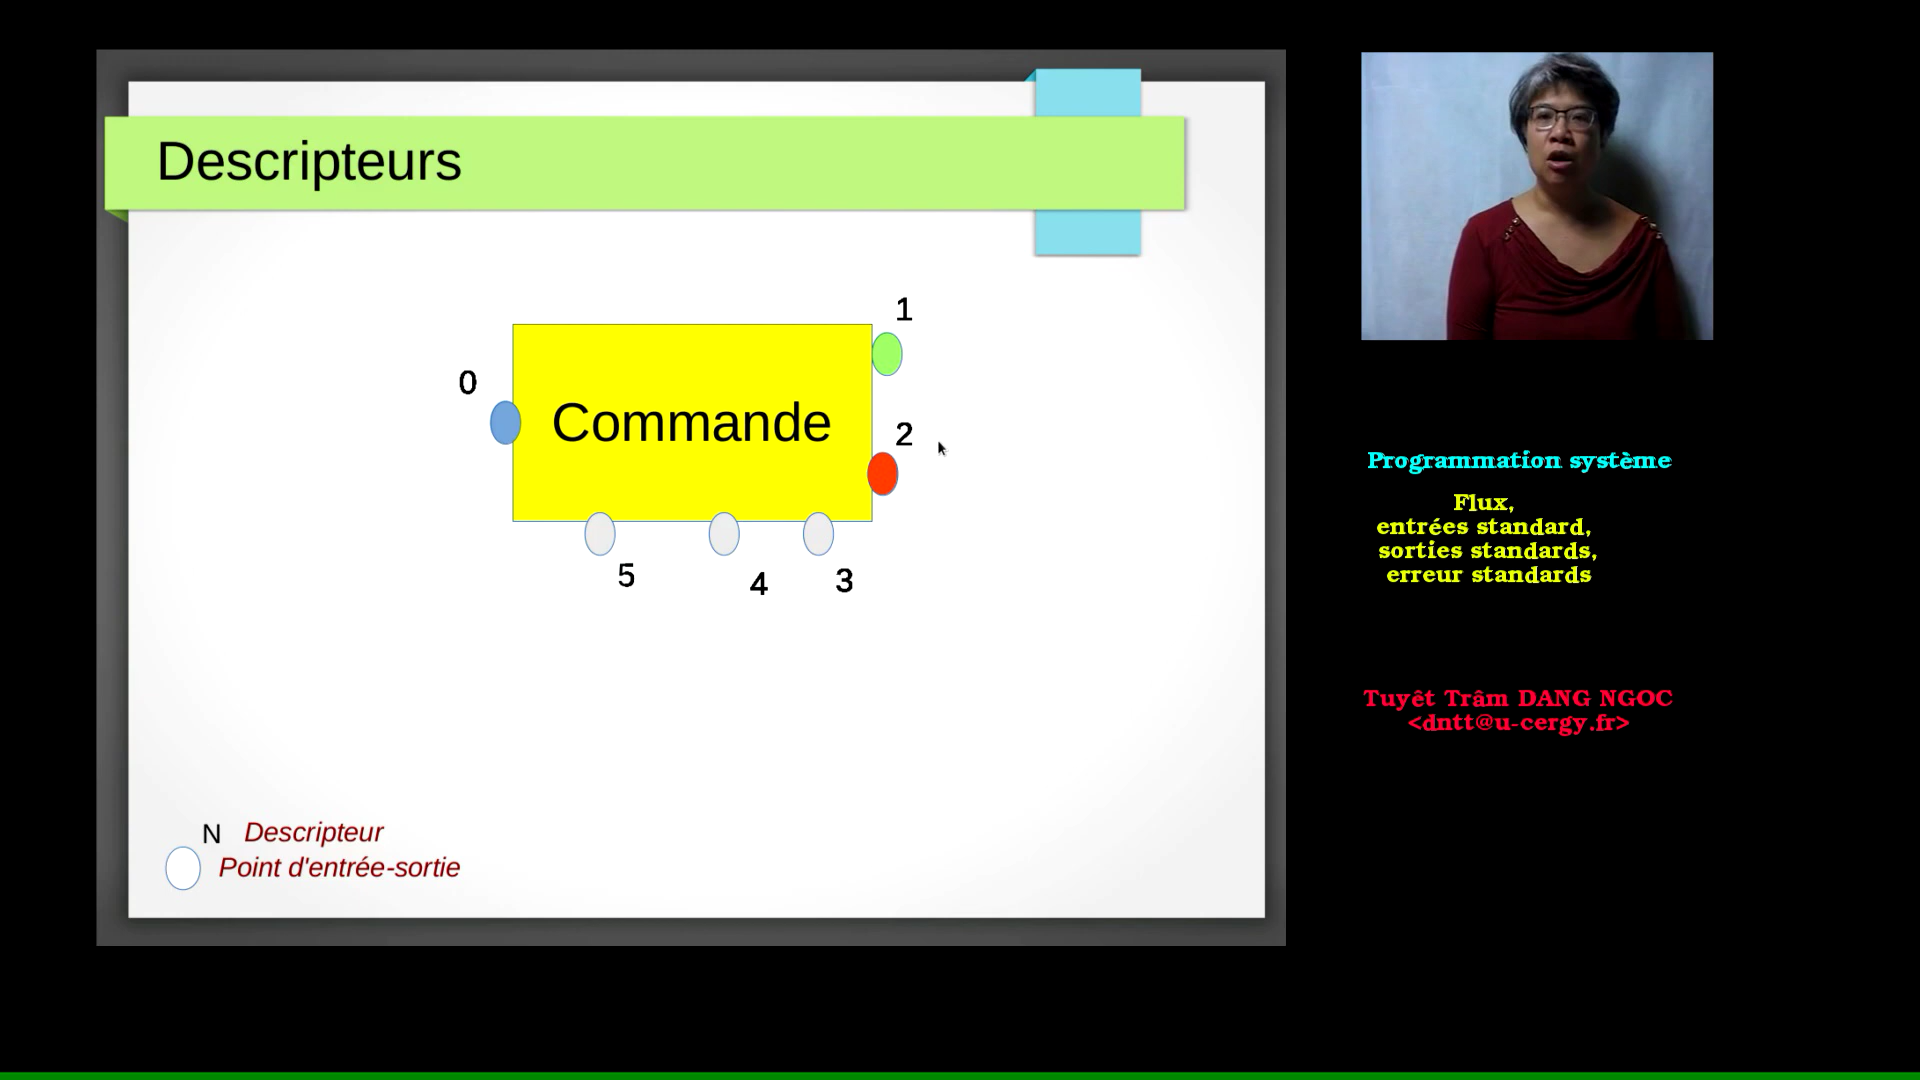 Descripteurs
1
0
Commande
2
5
4
3
N Descripteur
Point d'entrée-sortie
Programmation système
Flux,
entrées standard,
sorties standards,
erreur standards
Tuyêt Trâm DANG NGOC
<dntt@u-cergy.fr>